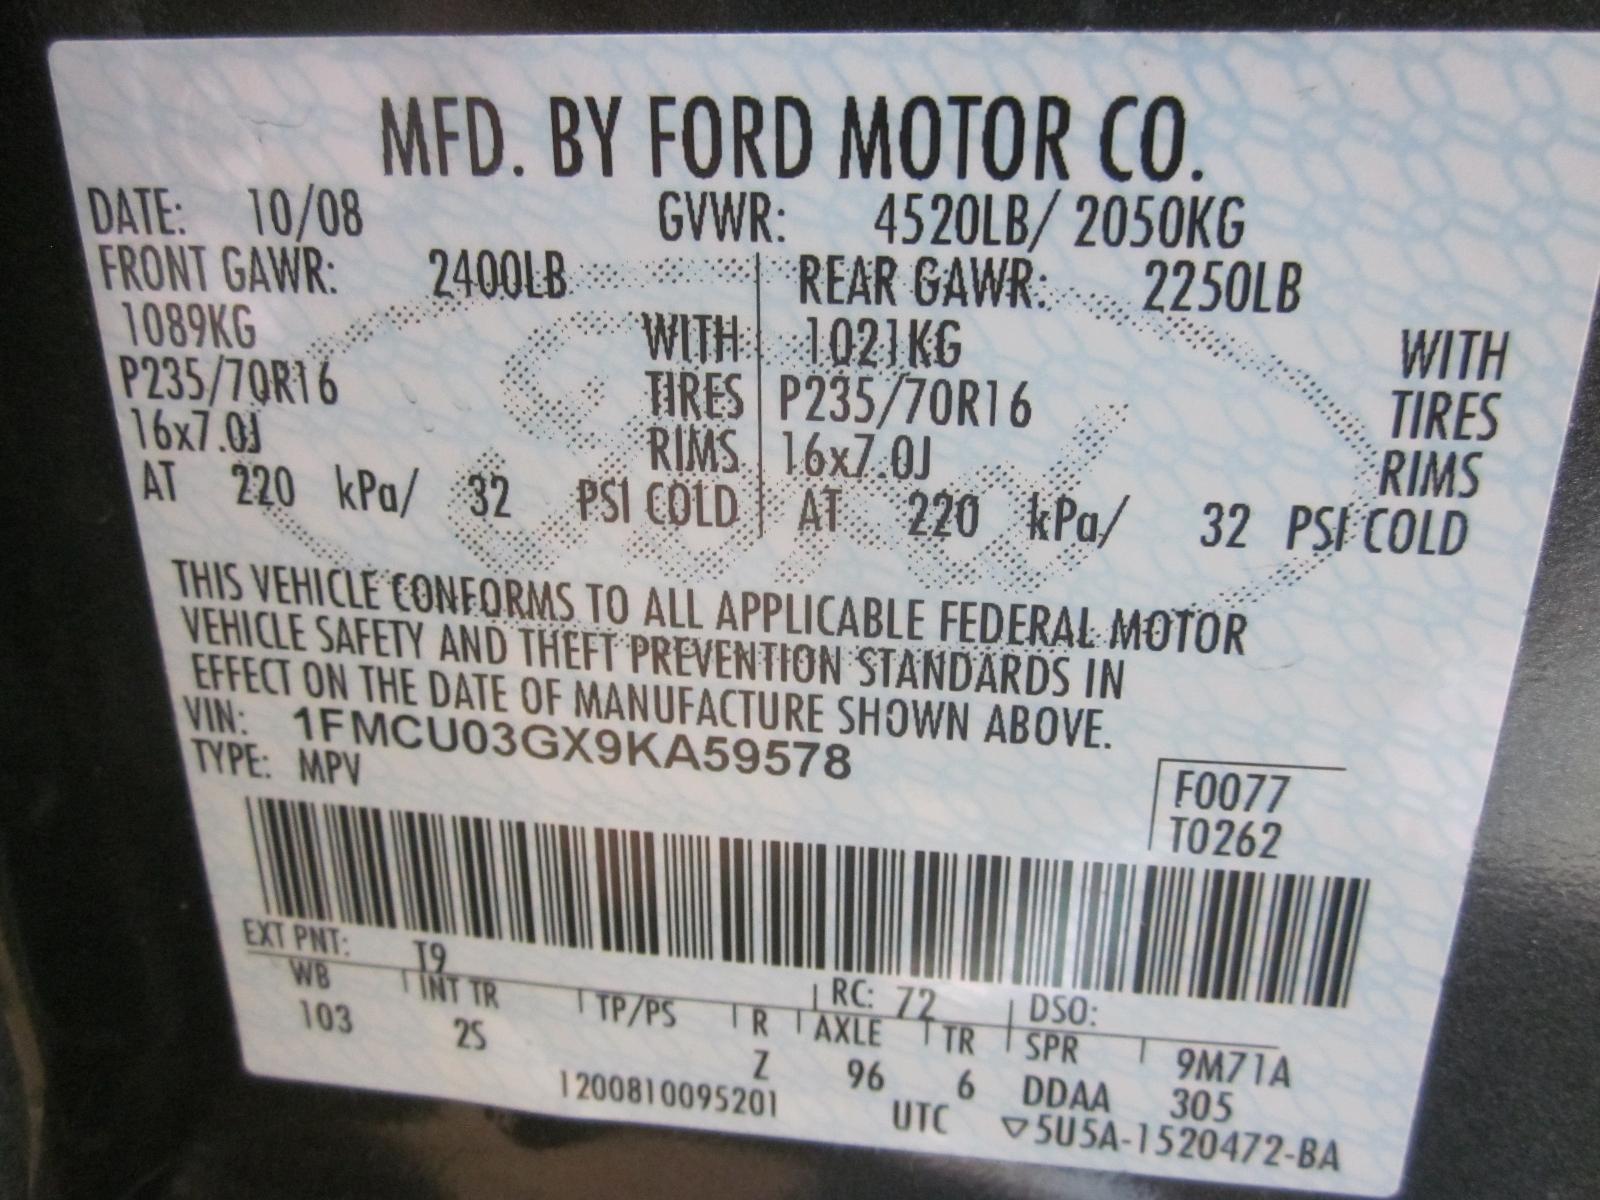 MFD. BY FORD MOTOR CO.
DATE: 10/08 GVWR: 4520LB/ 2050KG
FRONT GAWR: 2400LB REAR GAWR: 2250LB
1089KG WITH 1021KG WITH
P235/70R16 TIRES P235/70R16 TIRES
16x7.0J RIMS 16x7.0J RIMS
AT 220 kPa/ 32 PSI COLD AT 220 kPa/ 32 PSI COLD
THIS VEHICLE CONFORMS TO ALL APPLICABLE FEDERAL MOTOR
VEHICLE SAFETY AND THEFT PREVENTION STANDARDS IN
EFFECT ON THE DATE OF MANUFACTURE SHOWN ABOVE.
VIN: 1FMCU03GX9KA59578
TYPE: MPV
F0077
T0262
EXT PNT: T9 RC: 72 DSO:
WB INT TR TP/PS R AXLE TR SPR 9M71A
103 2S Z 96 6 DDAA 305
1200810095201 UTC ▽5U5A-1520472-BA